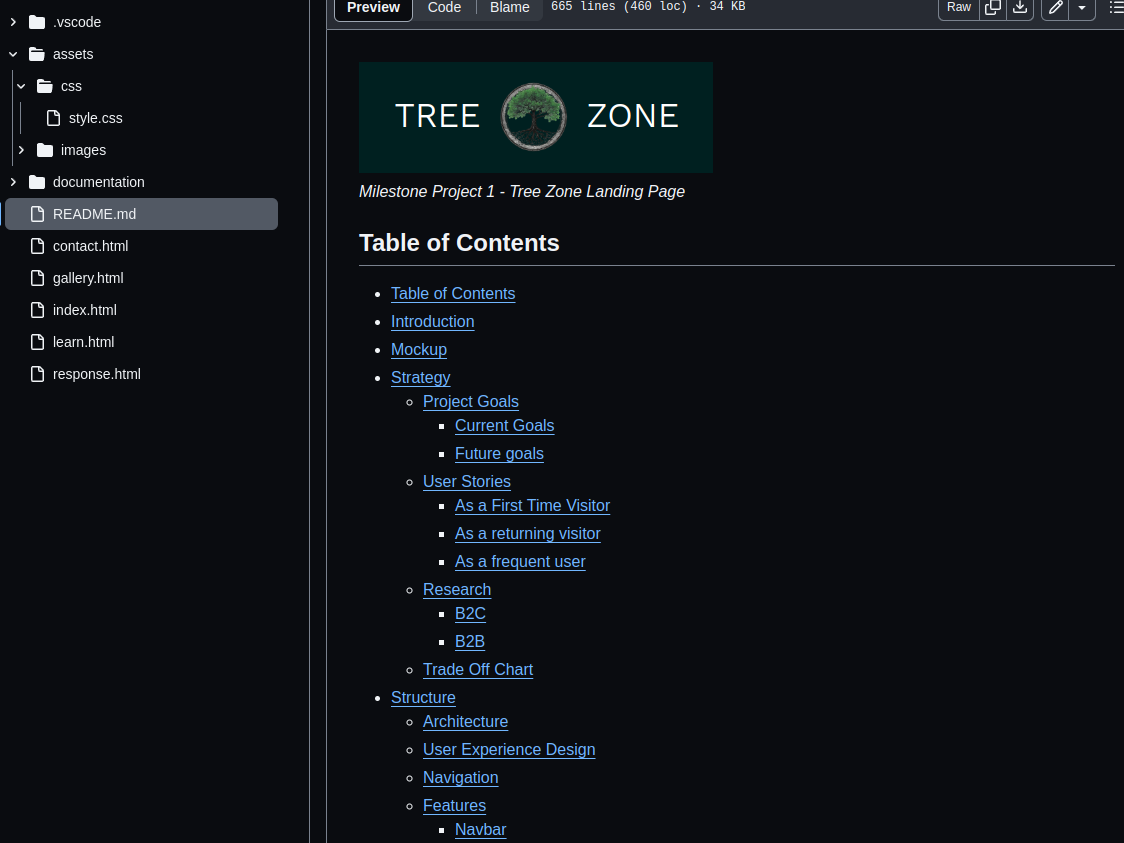 .vscode
assets
css
style.css
images
documentation
README.md
contact.html
gallery.html
index.html
learn.html
response.html
Preview Code Blame 665 lines (460 loc) · 34 KB Raw
TREE ZONE
Milestone Project 1 - Tree Zone Landing Page
Table of Contents
Table of Contents
Introduction
Mockup
Strategy
Project Goals
Current Goals
Future goals
User Stories
As a First Time Visitor
As a returning visitor
As a frequent user
Research
B2C
B2B
Trade Off Chart
Structure
Architecture
User Experience Design
Navigation
Features
Navbar